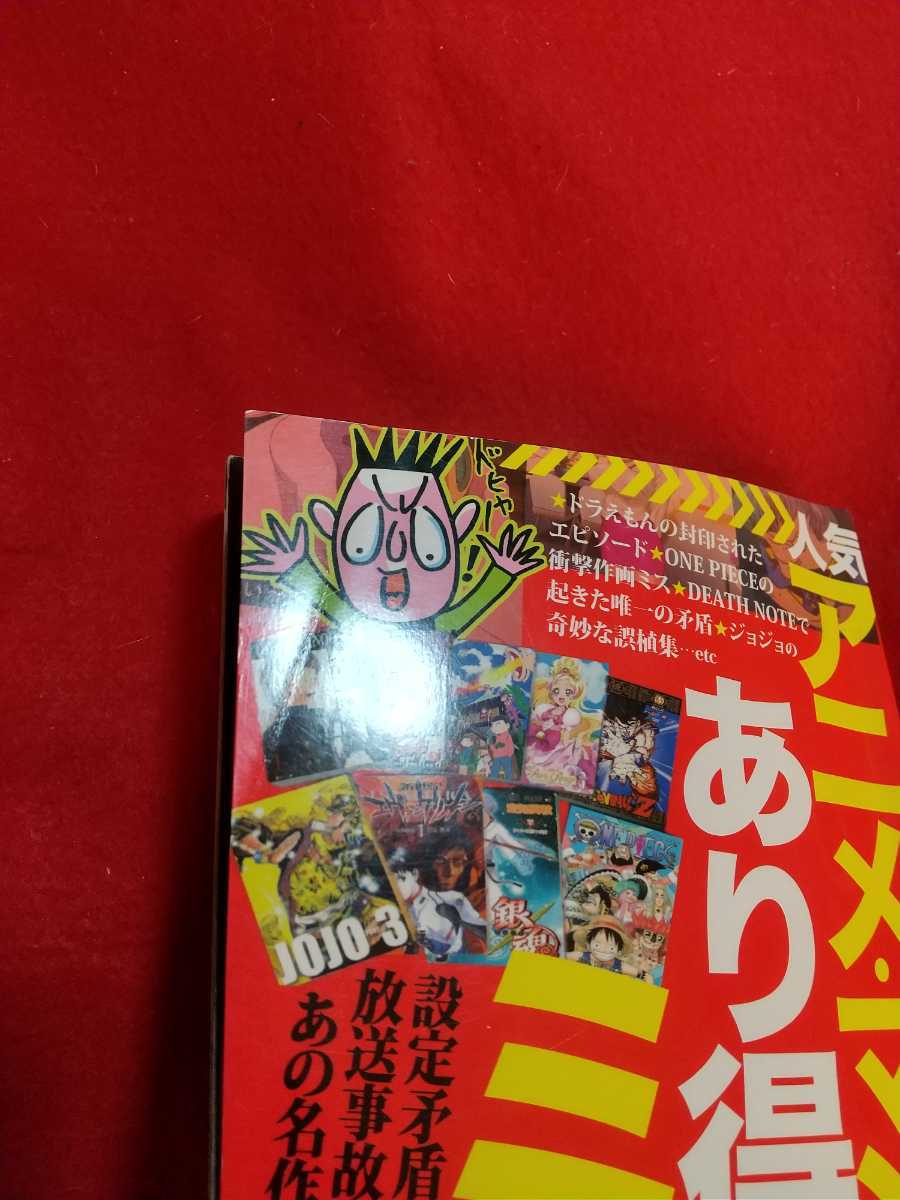 ドヒャー
★ドラえもんの封印された
エピソード★ONE PIECEの
衝撃作画ミス★DEATH NOTEで
起きた唯一の矛盾★ジョジョの
奇妙な誤植集…etc
人気
アニメ・マン
あり得
ミ
設定矛盾
放送事故
あの名作
JOJO 3
銀魂
ONE PIECE